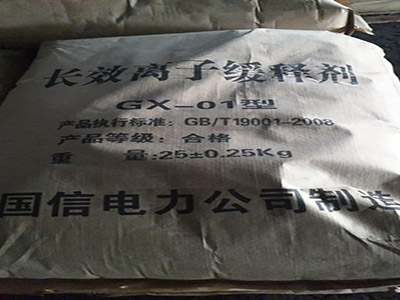 长效离子缓释剂
GX-01型
产品执行标准: GB/T19001-2008
产品等级: 合格
重 量:25±0.25Kg
国信电力公司制造